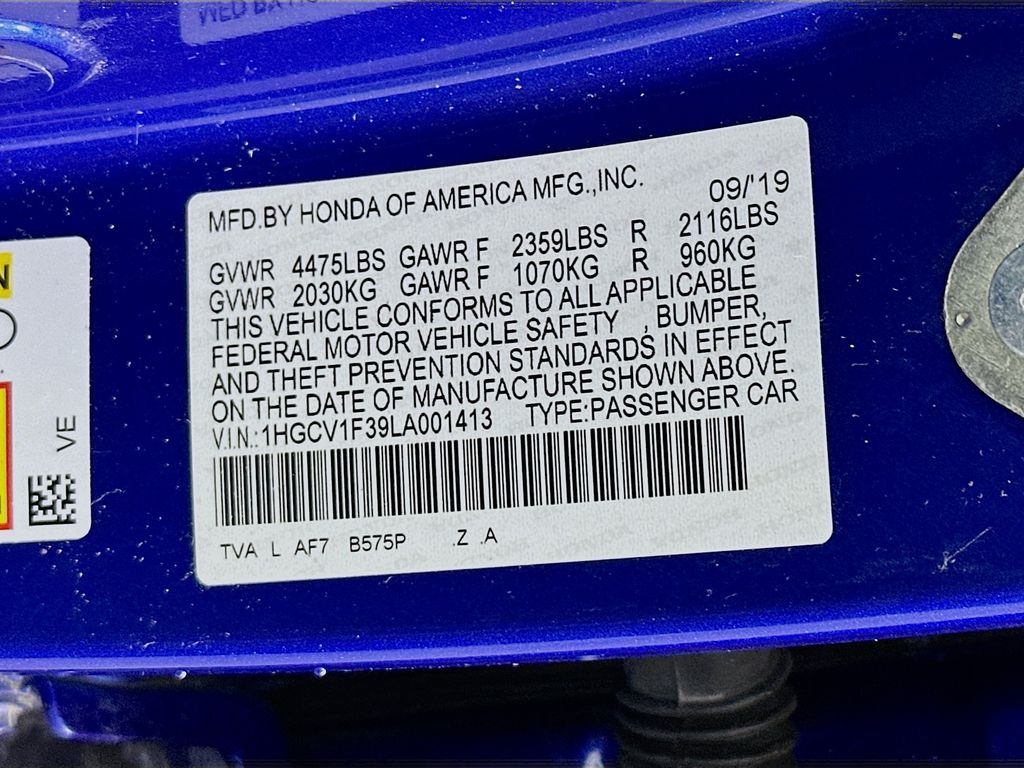 MFD.BY HONDA OF AMERICA MFG.,INC. 09/'19
GVWR 4475LBS GAWR F 2359LBS R 2116LBS
GVWR 2030KG GAWR F 1070KG R 960KG
THIS VEHICLE CONFORMS TO ALL APPLICABLE
FEDERAL MOTOR VEHICLE SAFETY , BUMPER,
AND THEFT PREVENTION STANDARDS IN EFFECT
ON THE DATE OF MANUFACTURE SHOWN ABOVE.
V.I.N.:1HGCV1F39LA001413 TYPE:PASSENGER CAR
TVA L AF7 B575P .Z .A
VE